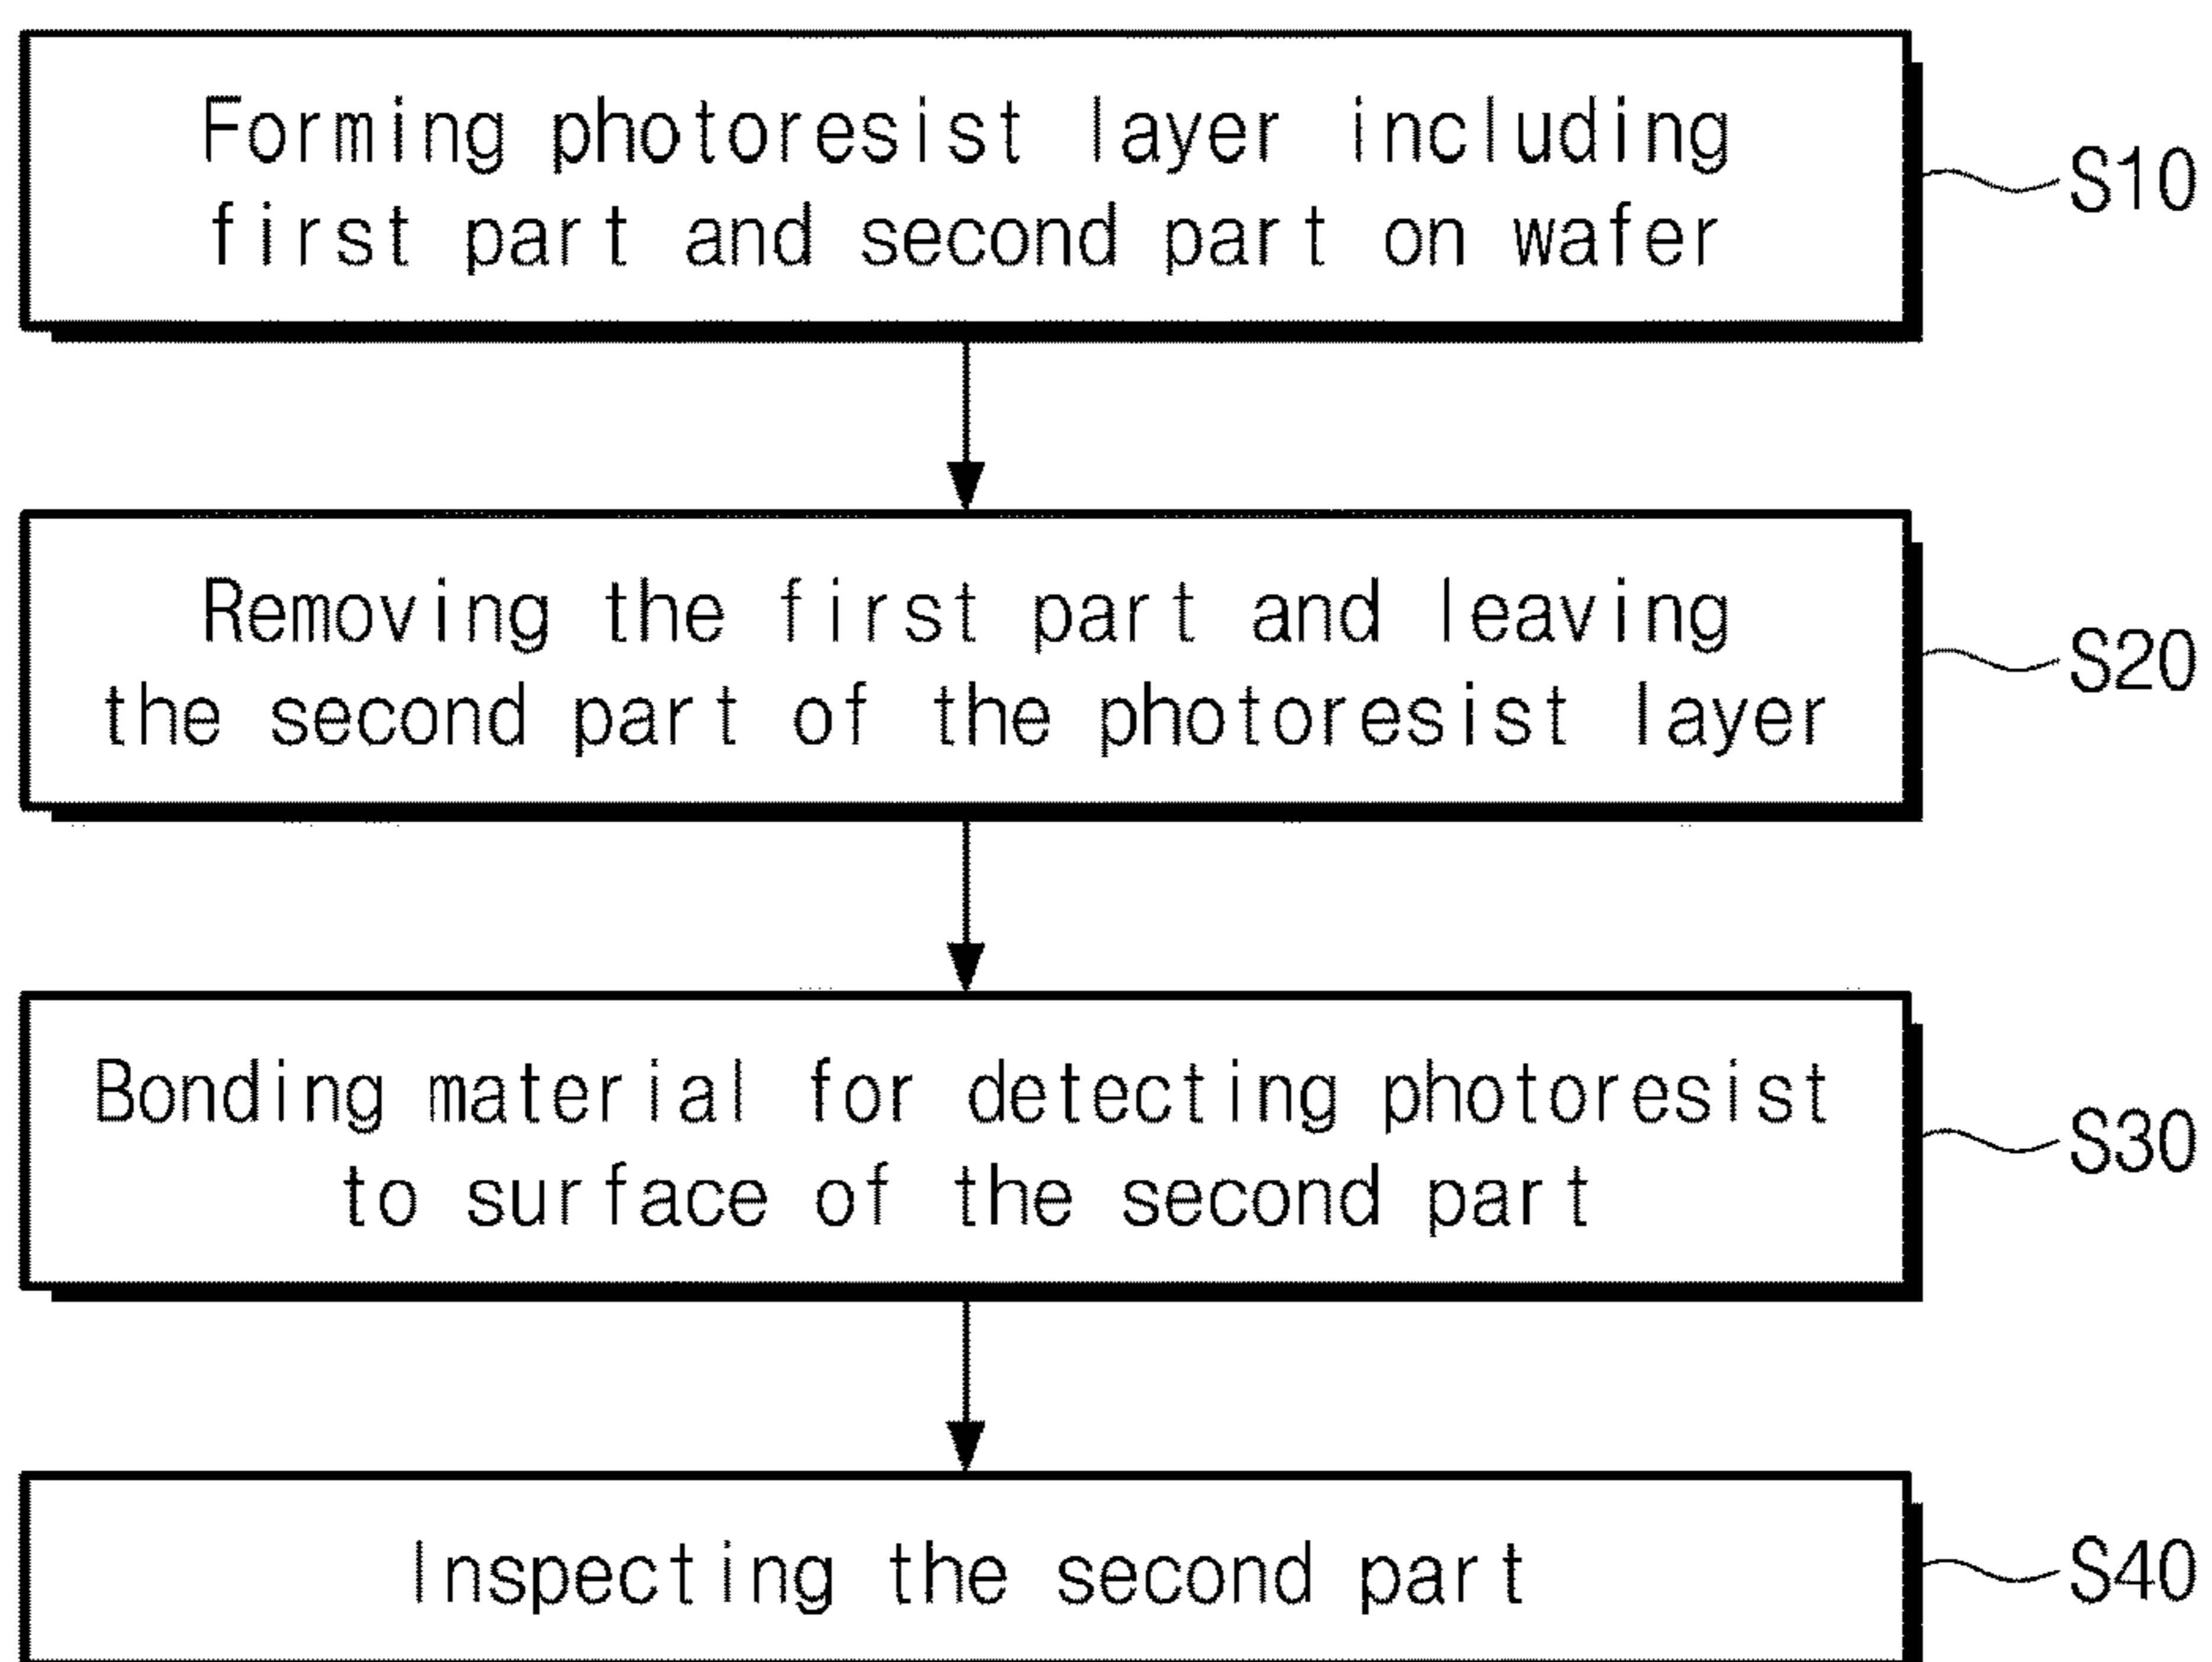 Forming photoresist layer including
first part and second part on wafer
S10
Removing the first part and leaving
the second part of the photoresist layer
S20
Bonding material for detecting photoresist
to surface of the second part
S30
Inspecting the second part
S40